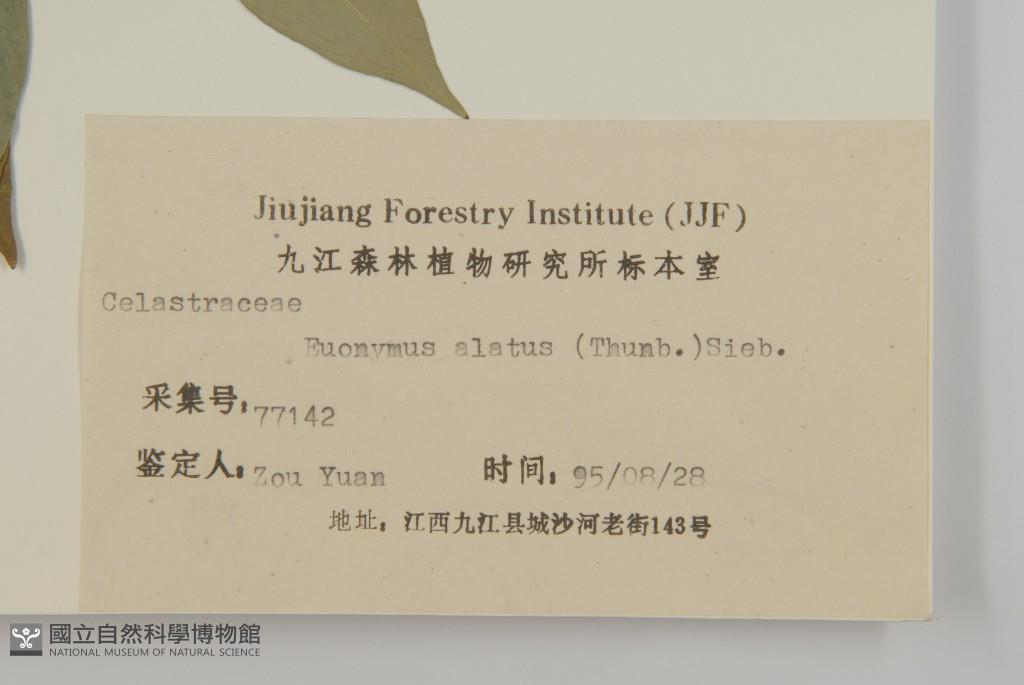 Jiujiang Forestry Institute (JJF)
九江森林植物研究所标本室
Celastraceae
Euonymus alatus (Thunb.)Sieb.
采集号: 77142
鉴定人: Zou Yuan 时间: 95/08/28
地址: 江西九江县城沙河老街143号
國立自然科學博物館
NATIONAL MUSEUM OF NATURAL SCIENCE